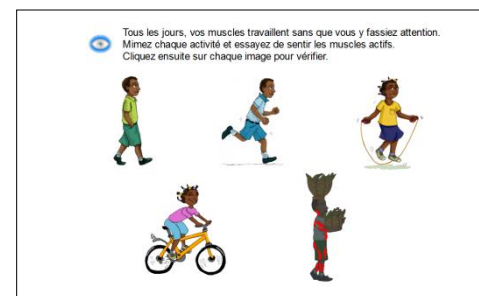 Tous les jours, vos muscles travaillent sans que vous y fassiez attention.
Mimez chaque activité et essayez de sentir les muscles actifs.
Cliquez ensuite sur chaque image pour vérifier.